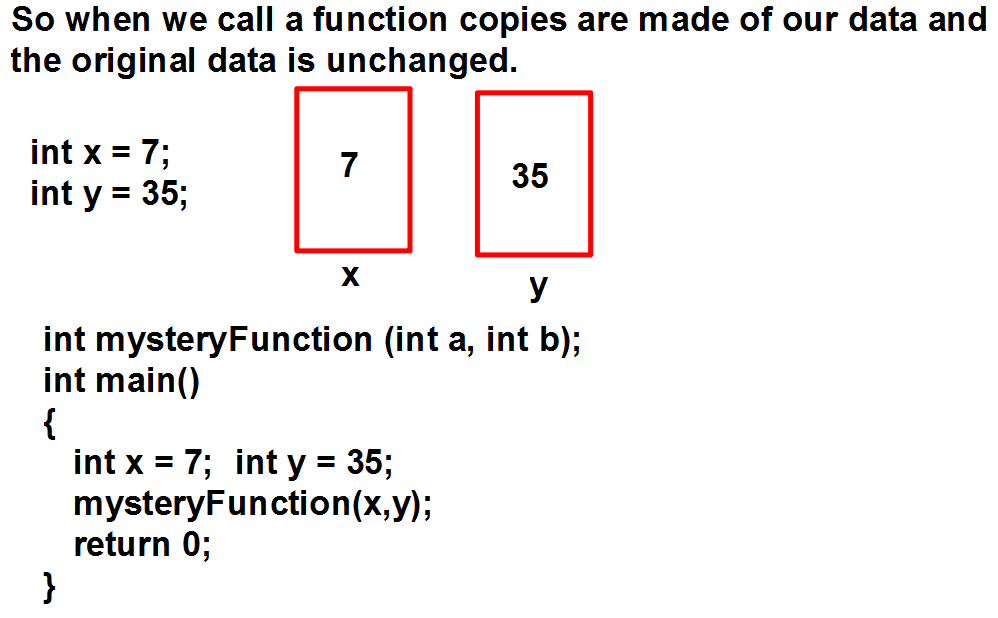 So when we call a function copies are made of our data and
the original data is unchanged.
int x = 7;
int y = 35;
7
35
x
y
int mysteryFunction (int a, int b);
int main()
{
int x = 7;  int y = 35;
mysteryFunction(x,y);
return 0;
}